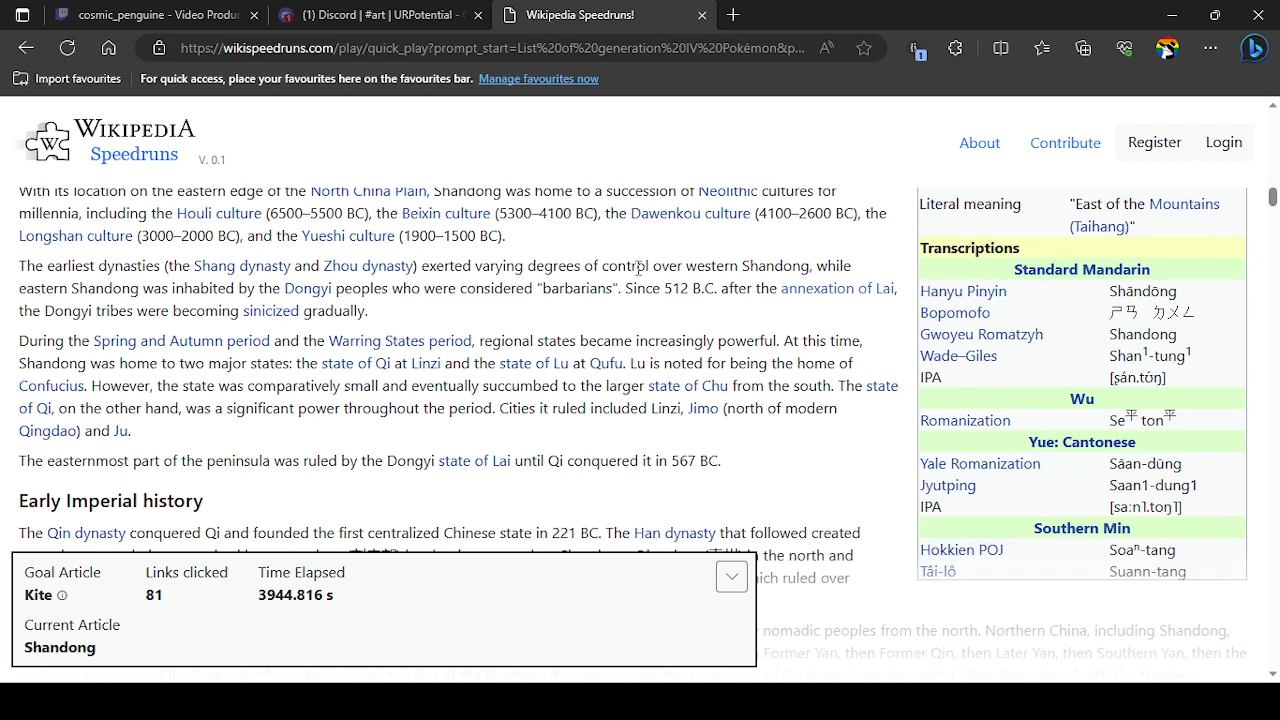 cosmic_penguine - Video Produc
(1) Discord | #art | URPotential -
Wikipedia Speedruns!
https://wikispeedruns.com/play/quick_play?prompt_start=List%20of%20generation%20IV%20Pokémon&p...
1
Import favourites
For quick access, place your favourites here on the favourites bar. Manage favourites now
WIKIPEDIA
Speedruns
V. 0.1
About
Contribute
Register
Login
With its location on the eastern edge of the North China Plain, Shandong was home to a succession of Neolithic cultures for
millennia, including the Houli culture (6500–5500 BC), the Beixin culture (5300–4100 BC), the Dawenkou culture (4100–2600 BC), the
Longshan culture (3000–2000 BC), and the Yueshi culture (1900–1500 BC).
The earliest dynasties (the Shang dynasty and Zhou dynasty) exerted varying degrees of control over western Shandong, while
eastern Shandong was inhabited by the Dongyi peoples who were considered "barbarians". Since 512 B.C. after the annexation of Lai,
the Dongyi tribes were becoming sinicized gradually.
During the Spring and Autumn period and the Warring States period, regional states became increasingly powerful. At this time,
Shandong was home to two major states: the state of Qi at Linzi and the state of Lu at Qufu. Lu is noted for being the home of
Confucius. However, the state was comparatively small and eventually succumbed to the larger state of Chu from the south. The state
of Qi, on the other hand, was a significant power throughout the period. Cities it ruled included Linzi, Jimo (north of modern
Qingdao) and Ju.
The easternmost part of the peninsula was ruled by the Dongyi state of Lai until Qi conquered it in 567 BC.
Early Imperial history
The Qin dynasty conquered Qi and founded the first centralized Chinese state in 221 BC. The Han dynasty that followed created
the north and
ich ruled over
nomadic peoples from the north. Northern China, including Shandong,
Former Yan, then Former Qin, then Later Yan, then Southern Yan, then the
Literal meaning "East of the Mountains
(Taihang)"
Transcriptions
Standard Mandarin
Hanyu Pinyin Shāndōng
Bopomofo ㄕㄢ ㄉㄨㄥ
Gwoyeu Romatzyh Shandong
Wade–Giles Shan¹-tung¹
IPA [ʂán.tʊ́ŋ]
Wu
Romanization Se平 ton平
Yue: Cantonese
Yale Romanization Sāan-dūng
Jyutping Saan1-dung1
IPA [saːn˥.tʊŋ˥]
Southern Min
Hokkien POJ Soaⁿ-tang
Tâi-lô Suann-tang
Goal Article
Kite
Links clicked
81
Time Elapsed
3944.816 s
Current Article
Shandong